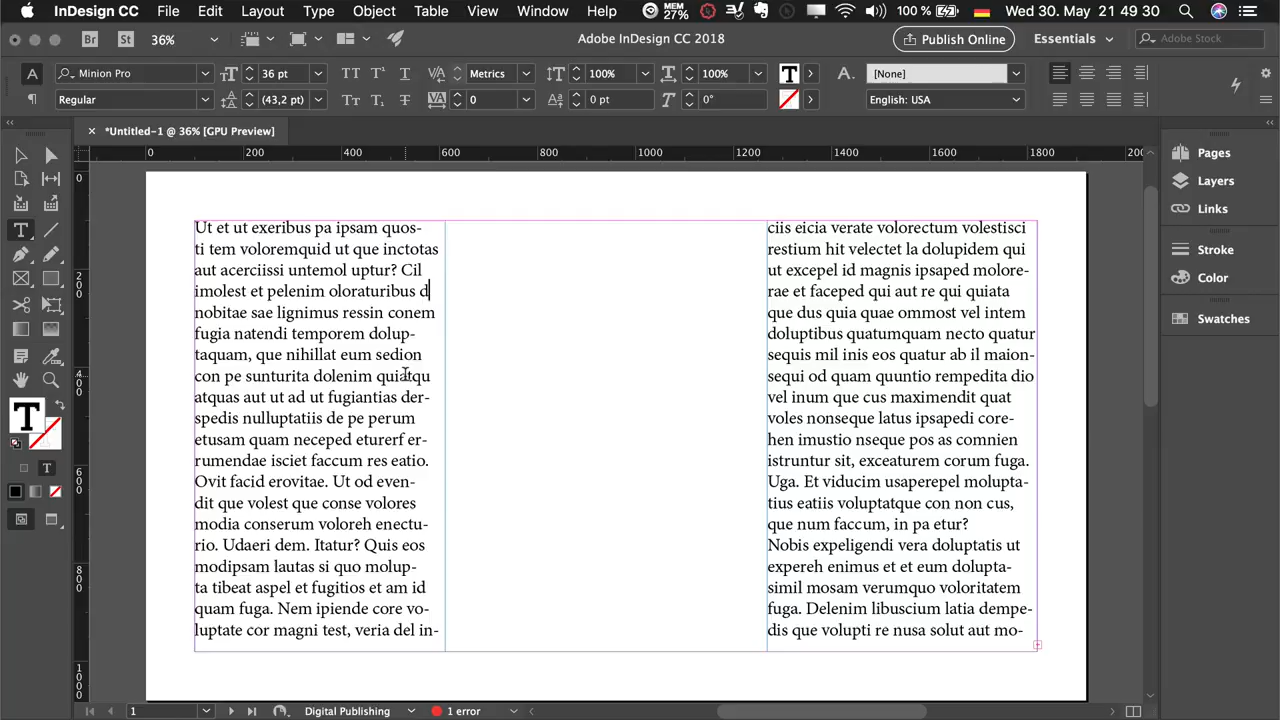 InDesign CC File Edit Layout Type Object Table View Window Help
MEM 27%
100 %
Wed 30. May 21 49 30
Br St 36%
Adobe InDesign CC 2018
Publish Online
Essentials
Adobe Stock
A Minion Pro
36 pt
TT T¹ T
Metrics
100%
100%
T
A. [None]
Regular
(43,2 pt)
Tᴛ T₁ T
0
0 pt
0°
English: USA
*Untitled-1 @ 36% [GPU Preview]
0 200 400 600 800 1000 1200 1400 1600 1800 200
0
200
400
600
800
1000
Ut et ut exeribus pa ipsam quos-
ti tem voloremquid ut que inctotas
aut acerciissi untemol uptur? Cil
imolest et pelenim oloraturibus d
nobitae sae lignimus ressin conem
fugia natendi temporem dolup-
taquam, que nihillat eum sedion
con pe sunturita dolenim quiatqu
atquas aut ut ad ut fugiantias der-
spedis nulluptatiis de pe perum
etusam quam neceped eturerf er-
rumendae isciet faccum res eatio.
Ovit facid erovitae. Ut od even-
dit que volest que conse volores
modia conserum voloreh enectu-
rio. Udaeri dem. Itatur? Quis eos
modipsam lautas si quo molup-
ta tibeat aspel et fugitios et am id
quam fuga. Nem ipiende core vo-
luptate cor magni test, veria del in-
ciis eicia verate volorectum volestisci
restium hit velectet la dolupidem qui
ut excepel id magnis ipsaped molore-
rae et faceped qui aut re qui quiata
que dus quia quae ommost vel intem
doluptibus quatumquam necto quatur
sequis mil inis eos quatur ab il maion-
sequi od quam quuntio rempedita dio
vel inum que cus maximendit quat
voles nonseque latus ipsapedi core-
hen imustio nseque pos as comnien
istruntur sit, exceaturem corum fuga.
Uga. Et viducim usaperepel molupta-
tius eatiis voluptatque con non cus,
que num faccum, in pa etur?
Nobis expeligendi vera doluptatis ut
expereh enimus et et eum dolupta-
simil mosam verumquo voloritatem
fuga. Delenim libuscium latia dempe-
dis que volupti re nusa solut aut mo-
Pages
Layers
Links
Stroke
Color
Swatches
1
Digital Publishing
1 error